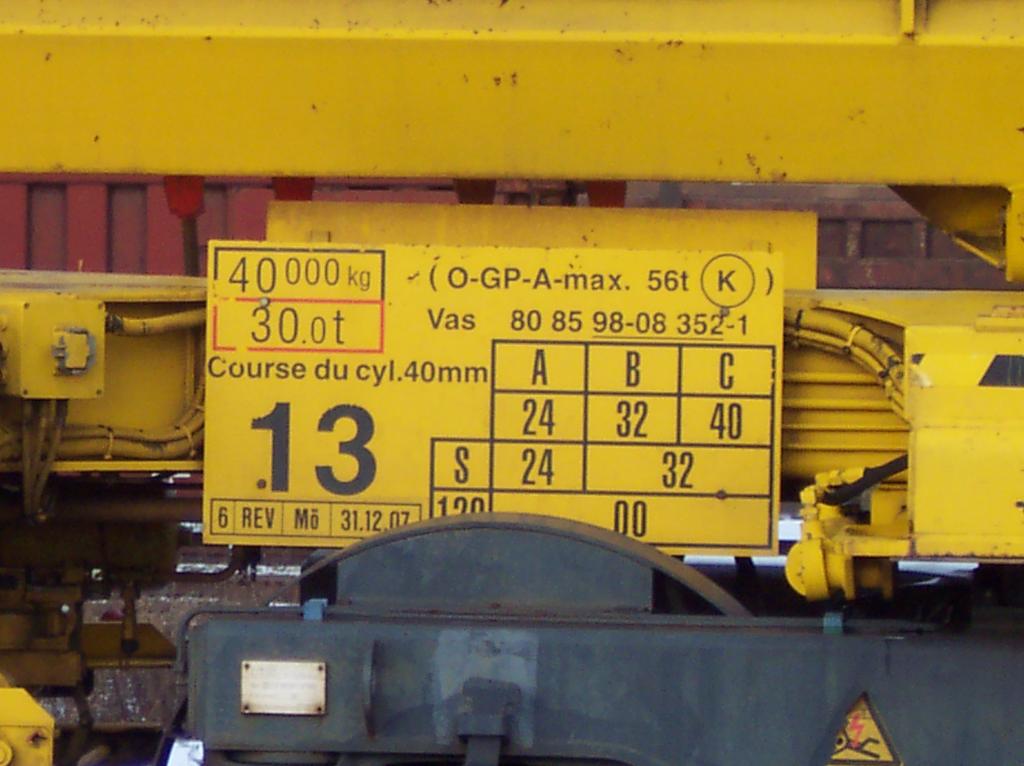 40 000 kg
( O-GP-A-max. 56t K )
30.0t
Vas 80 85 98-08 352-1
Course du cyl.40mm
A B C
24 32 40
.13
S 24 32
120 00
6 REV Mö 31.12.07